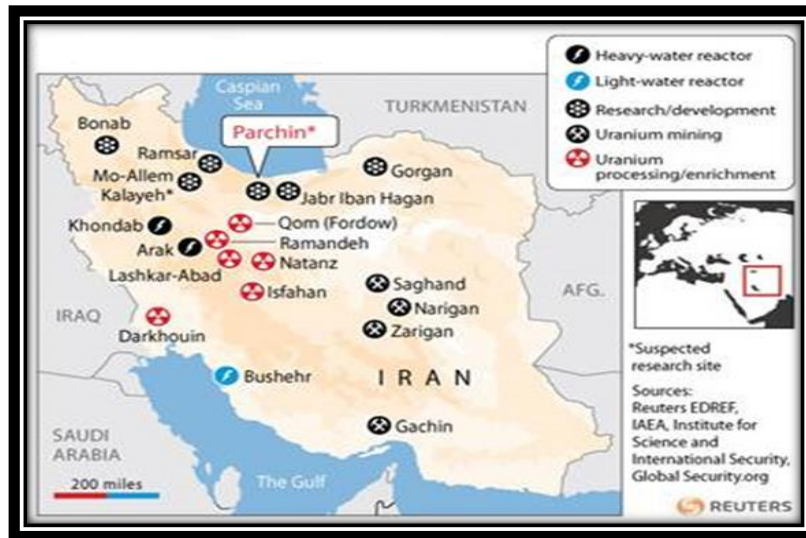 Heavy-water reactor
Light-water reactor
Research/development
Uranium mining
Uranium
processing/enrichment
Caspian
Sea
TURKMENISTAN
Bonab
Ramsar
Parchin*
Mo-Allem
Kalayeh*
Gorgan
Jabr Iban Hagan
Khondab
Qom (Fordow)
Arak
Ramandeh
Lashkar-Abad
Natanz
Isfahan
Saghand
Narigan
Zarigan
AFG.
IRAQ
Darkhouin
Bushehr
IRAN
Gachin
SAUDI
ARABIA
The Gulf
200 miles
*Suspected
research site
Sources:
Reuters EDREF,
IAEA, Institute for
Science and
International Security,
Global Security.org
REUTERS